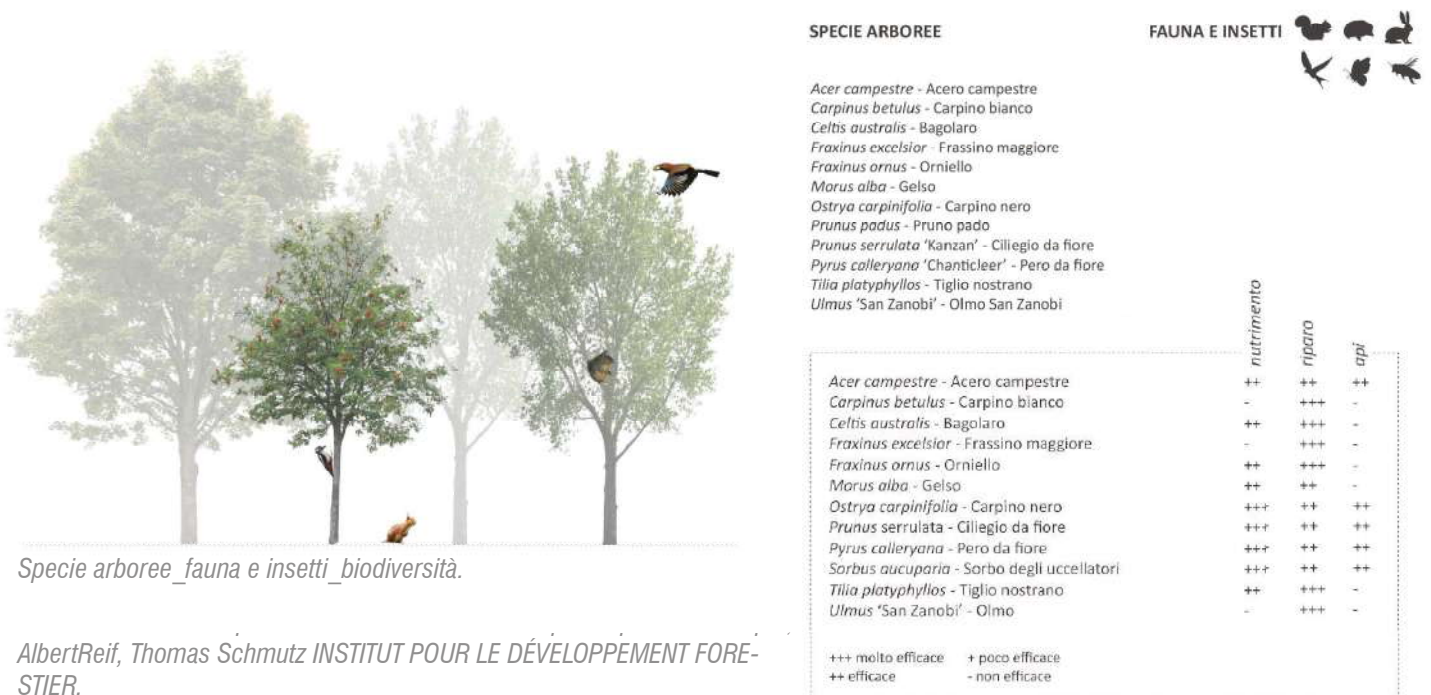 Specie arboree_fauna e insetti_biodiversità.
AlbertReif, Thomas Schmutz INSTITUT POUR LE DÉVELOPPEMENT FORE-
STIER.
SPECIE ARBOREE
FAUNA E INSETTI
Acer campestre - Acero campestre
Carpinus betulus - Carpino bianco
Celtis australis - Bagolaro
Fraxinus excelsior - Frassino maggiore
Fraxinus ornus - Orniello
Morus alba - Gelso
Ostrya carpinifolia - Carpino nero
Prunus padus - Pruno pado
Prunus serrulata 'Kanzan' - Ciliegio da fiore
Pyrus calleryana 'Chanticleer' - Pero da fiore
Tilia platyphyllos - Tiglio nostrano
Ulmus 'San Zanobi' - Olmo San Zanobi
nutrimento riparo api
Acer campestre - Acero campestre ++ ++ ++
Carpinus betulus - Carpino bianco - +++ -
Celtis australis - Bagolaro ++ +++ -
Fraxinus excelsior - Frassino maggiore - +++ -
Fraxinus ornus - Orniello ++ +++ -
Morus alba - Gelso ++ ++ -
Ostrya carpinifolia - Carpino nero +++ ++ ++
Prunus serrulata - Ciliegio da fiore +++ ++ ++
Pyrus calleryana - Pero da fiore +++ ++ ++
Sorbus aucuparia - Sorbo degli uccellatori +++ ++ ++
Tilia platyphyllos - Tiglio nostrano ++ +++ -
Ulmus 'San Zanobi' - Olmo - +++ -
+++ molto efficace + poco efficace
++ efficace - non efficace